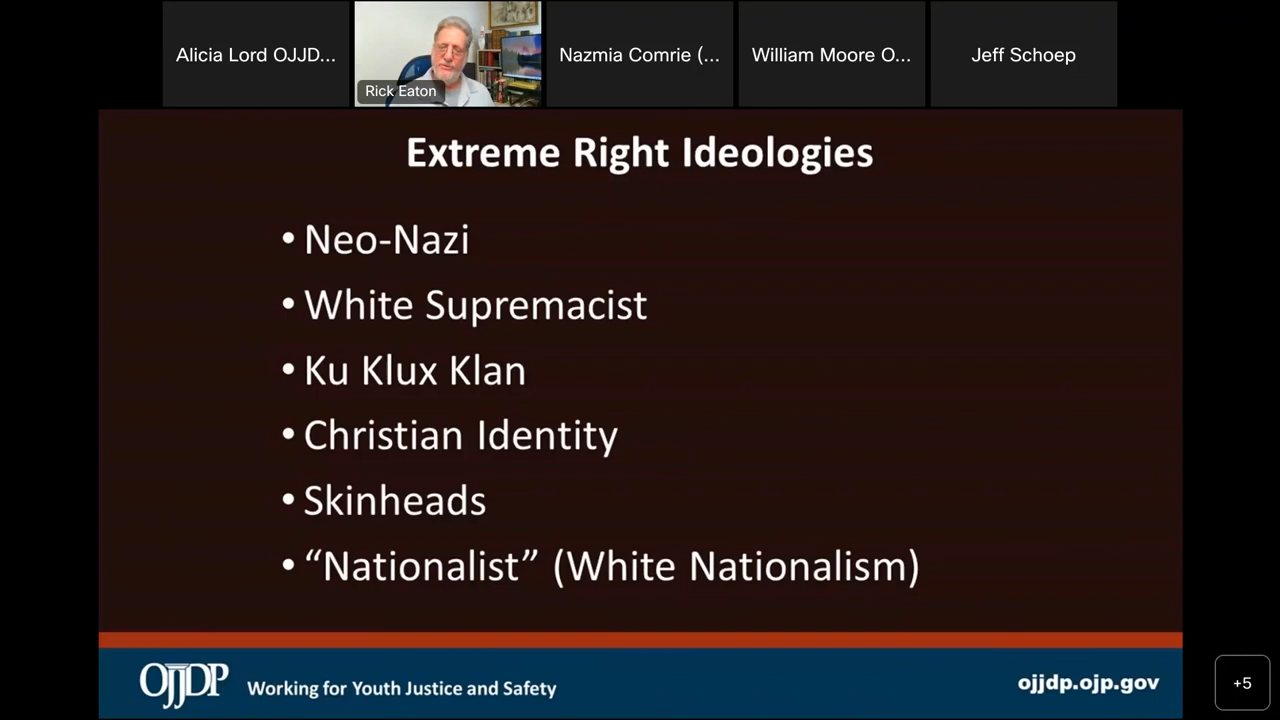 Alicia Lord OJJD...
Rick Eaton
Nazmia Comrie (...
William Moore O...
Jeff Schoep
Extreme Right Ideologies
• Neo-Nazi
• White Supremacist
• Ku Klux Klan
• Christian Identity
• Skinheads
• “Nationalist” (White Nationalism)
OJJDP Working for Youth Justice and Safety
ojjdp.ojp.gov
+5